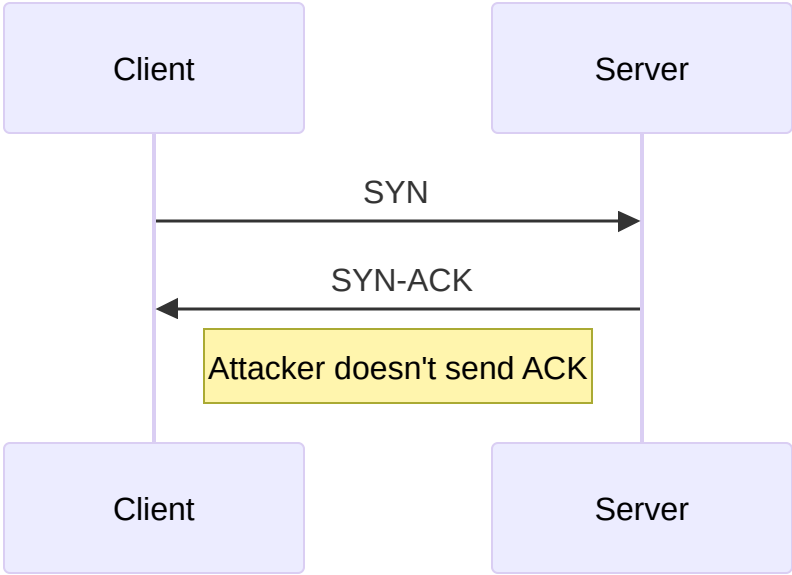 Client
Server
SYN
SYN-ACK
Attacker doesn't send ACK
Client
Server